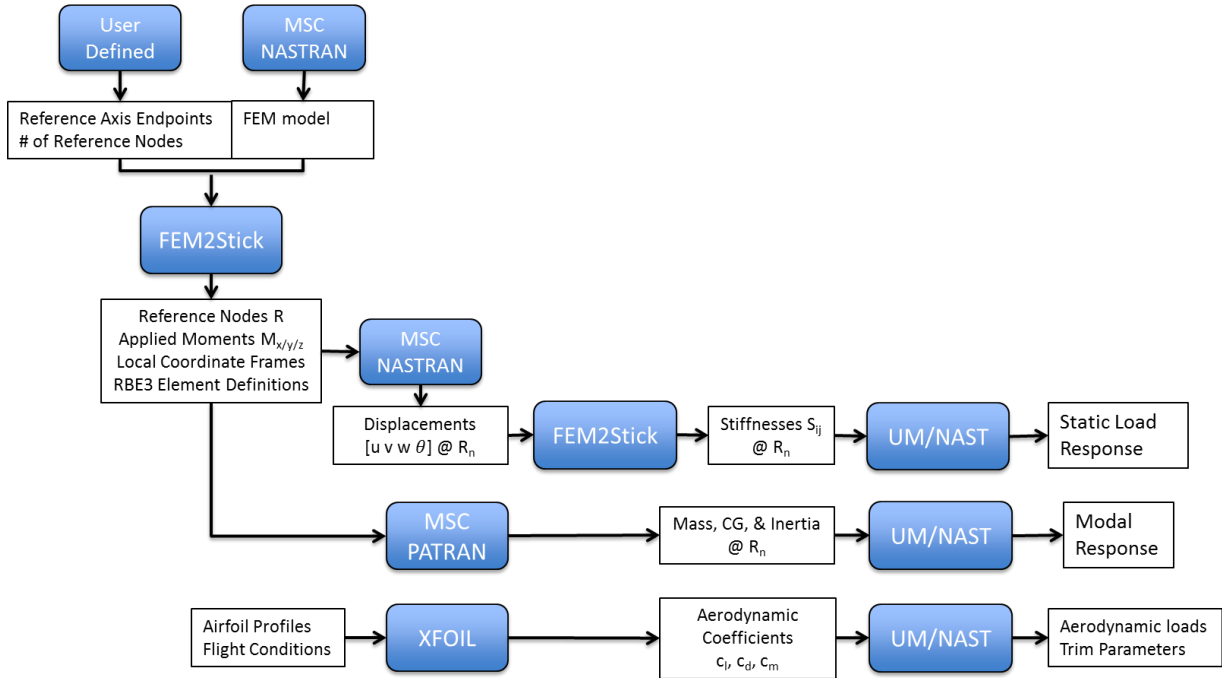 User
Defined
MSC
NASTRAN
Reference Axis Endpoints
# of Reference Nodes
FEM model
FEM2Stick
Reference Nodes R
Applied Moments Mx/y/z
Local Coordinate Frames
RBE3 Element Definitions
MSC
NASTRAN
Displacements
[u v w θ] @ Rn
FEM2Stick
Stiffnesses Sij
@ Rn
UM/NAST
Static Load
Response
MSC
PATRAN
Mass, CG, & Inertia
@ Rn
UM/NAST
Modal
Response
Airfoil Profiles
Flight Conditions
XFOIL
Aerodynamic
Coefficients
cl, cd, cm
UM/NAST
Aerodynamic loads
Trim Parameters